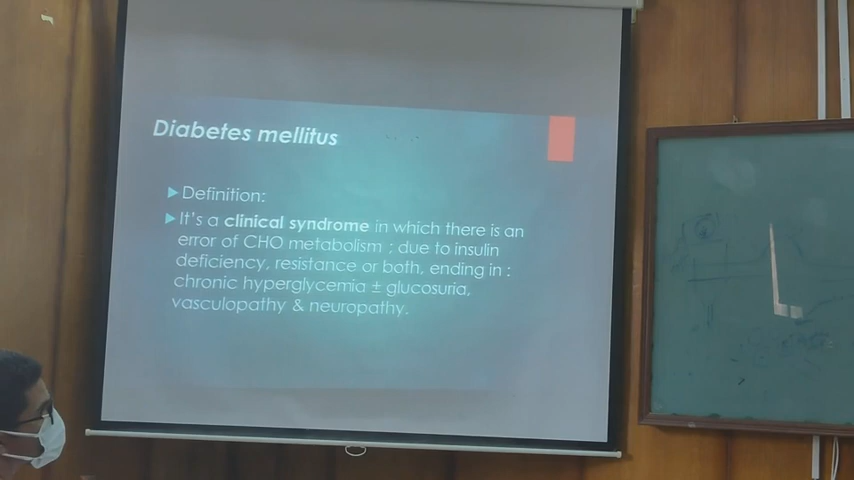 Diabetes mellitus
Definition:
It's a clinical syndrome in which there is an
error of CHO metabolism ; due to insulin
deficiency, resistance or both, ending in :
chronic hyperglycemia ± glucosuria,
vasculopathy & neuropathy.